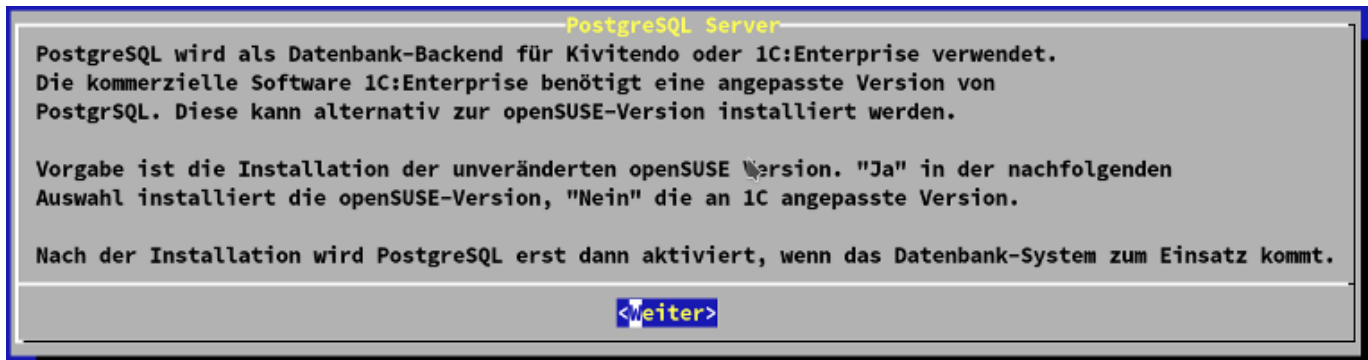 PostgreSQL Server
PostgreSQL wird als Datenbank-Backend für Kivitendo oder 1C:Enterprise verwendet.
Die kommerzielle Software 1C:Enterprise benötigt eine angepasste Version von
PostgrSQL. Diese kann alternativ zur openSUSE-Version installiert werden.
Vorgabe ist die Installation der unveränderten openSUSE Version. "Ja" in der nachfolgenden
Auswahl installiert die openSUSE-Version, "Nein" die an 1C angepasste Version.
Nach der Installation wird PostgreSQL erst dann aktiviert, wenn das Datenbank-System zum Einsatz kommt.
<Weiter>